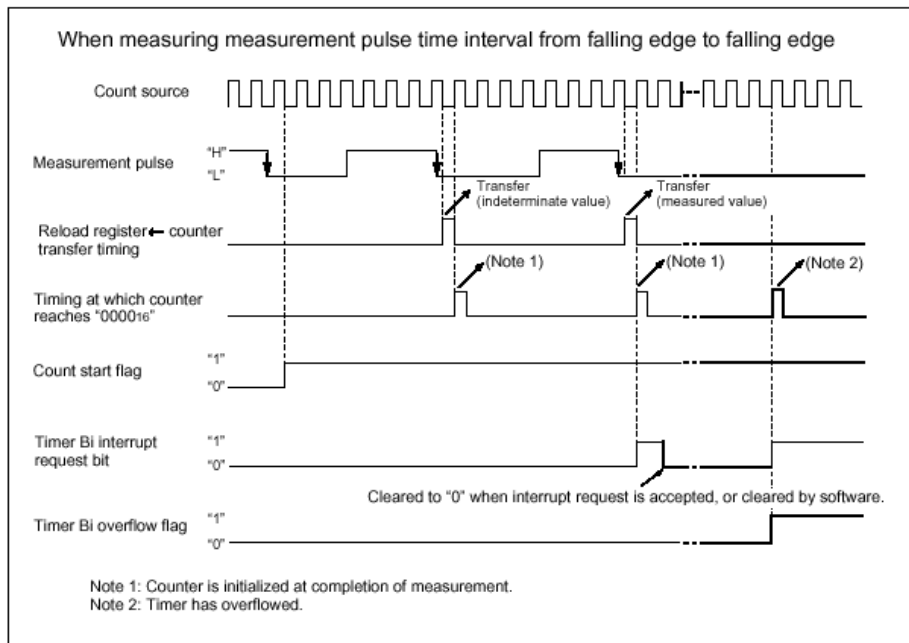 When measuring measurement pulse time interval from falling edge to falling edge
Count source
Measurement pulse
“H”
“L”
Transfer
(indeterminate value)
Transfer
(measured value)
Reload register ← counter
transfer timing
(Note 1)
(Note 1)
(Note 2)
Timing at which counter
reaches “0000₁₆”
Count start flag
“1”
“0”
Timer Bi interrupt
request bit
“1”
“0”
Cleared to “0” when interrupt request is accepted, or cleared by software.
Timer Bi overflow flag
“1”
“0”
Note 1: Counter is initialized at completion of measurement.
Note 2: Timer has overflowed.